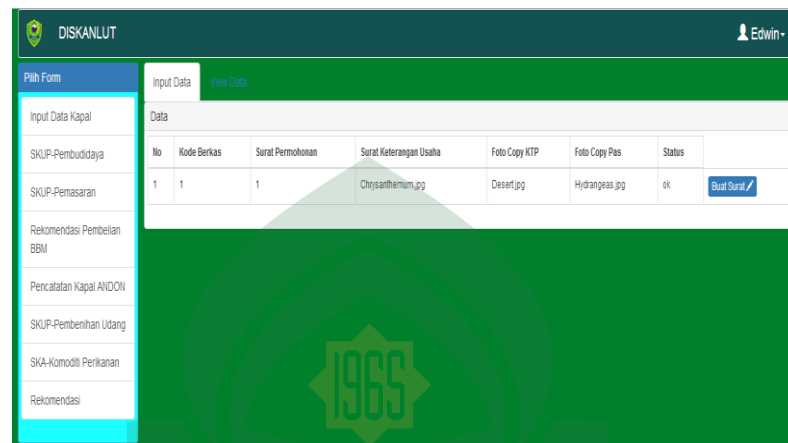 DISKANLUT
Edwin
Pilih Form
Input Data View Data
Input Data Kapal
SKUP-Pembudidaya
SKUP-Pemasaran
Rekomendasi Pembelian
BBM
Pencatatan Kapal ANDON
SKUP-Pembenihan Udang
SKA-Komoditi Perikanan
Rekomendasi
Data
No Kode Berkas Surat Permohonan Surat Keterangan Usaha Foto Copy KTP Foto Copy Pas Status
1 1 1 Chrysanthemum.jpg Desert.jpg Hydrangeas.jpg ok Buat Surat
1965